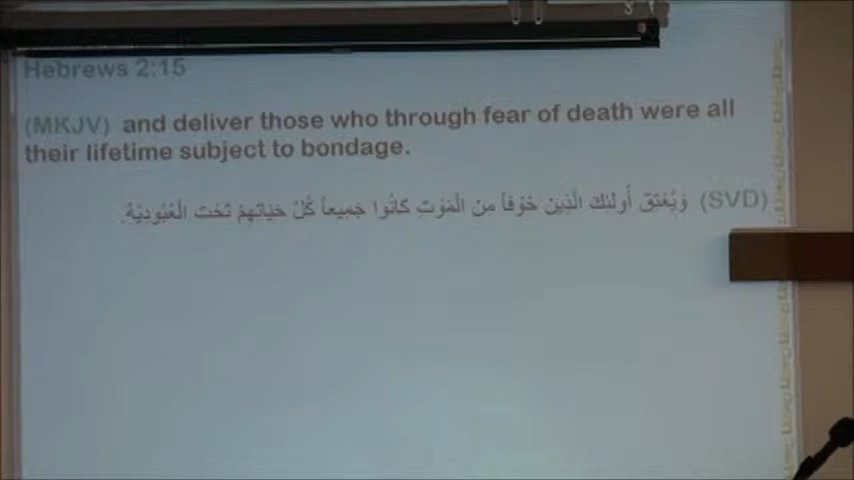 Hebrews 2:15
(MKJV) and deliver those who through fear of death were all
their lifetime subject to bondage.
(SVD) وَيُعْتِقَ أُولَئِكَ الَّذِينَ خَوْفاً مِنَ الْمَوْتِ كَانُوا جَمِيعاً كُلَّ حَيَاتِهِمْ تَحْتَ الْعُبُودِيَّةِ.